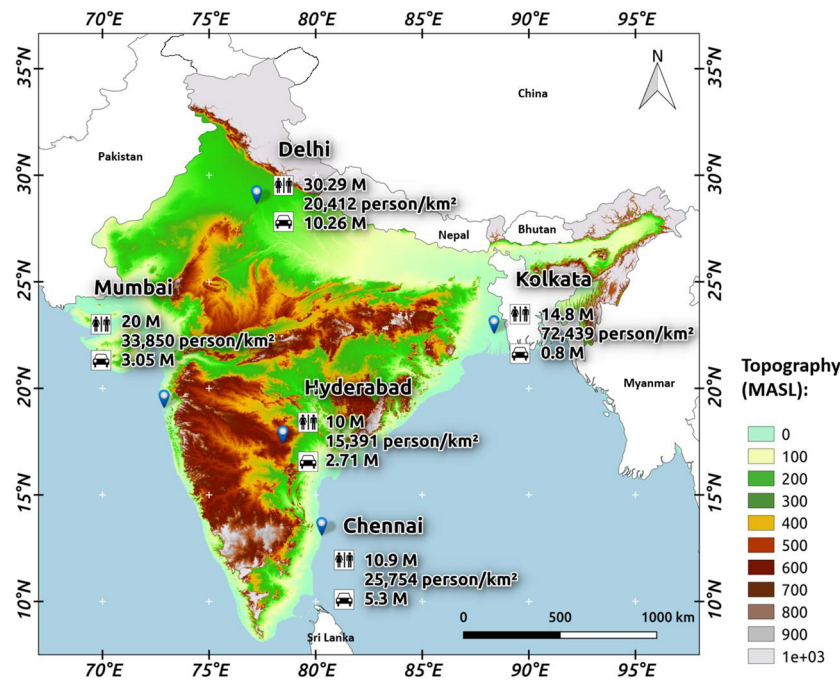 70°E 75°E 80°E 85°E 90°E 95°E
35°N 30°N 25°N 20°N 15°N 10°N
N
China
Pakistan
Delhi
30.29 M
20,412 person/km²
10.26 M
Nepal
Bhutan
Mumbai
20 M
33,850 person/km²
3.05 M
Kolkata
14.8 M
72,439 person/km²
0.8 M
Myanmar
Hyderabad
10 M
15,391 person/km²
2.71 M
Chennai
10.9 M
25,754 person/km²
5.3 M
Sri Lanka
0 500 1000 km
35°N 30°N 25°N 20°N 15°N 10°N
70°E 75°E 80°E 85°E 90°E 95°E
Topography
(MASL):
0
100
200
300
400
500
600
700
800
900
1e+03